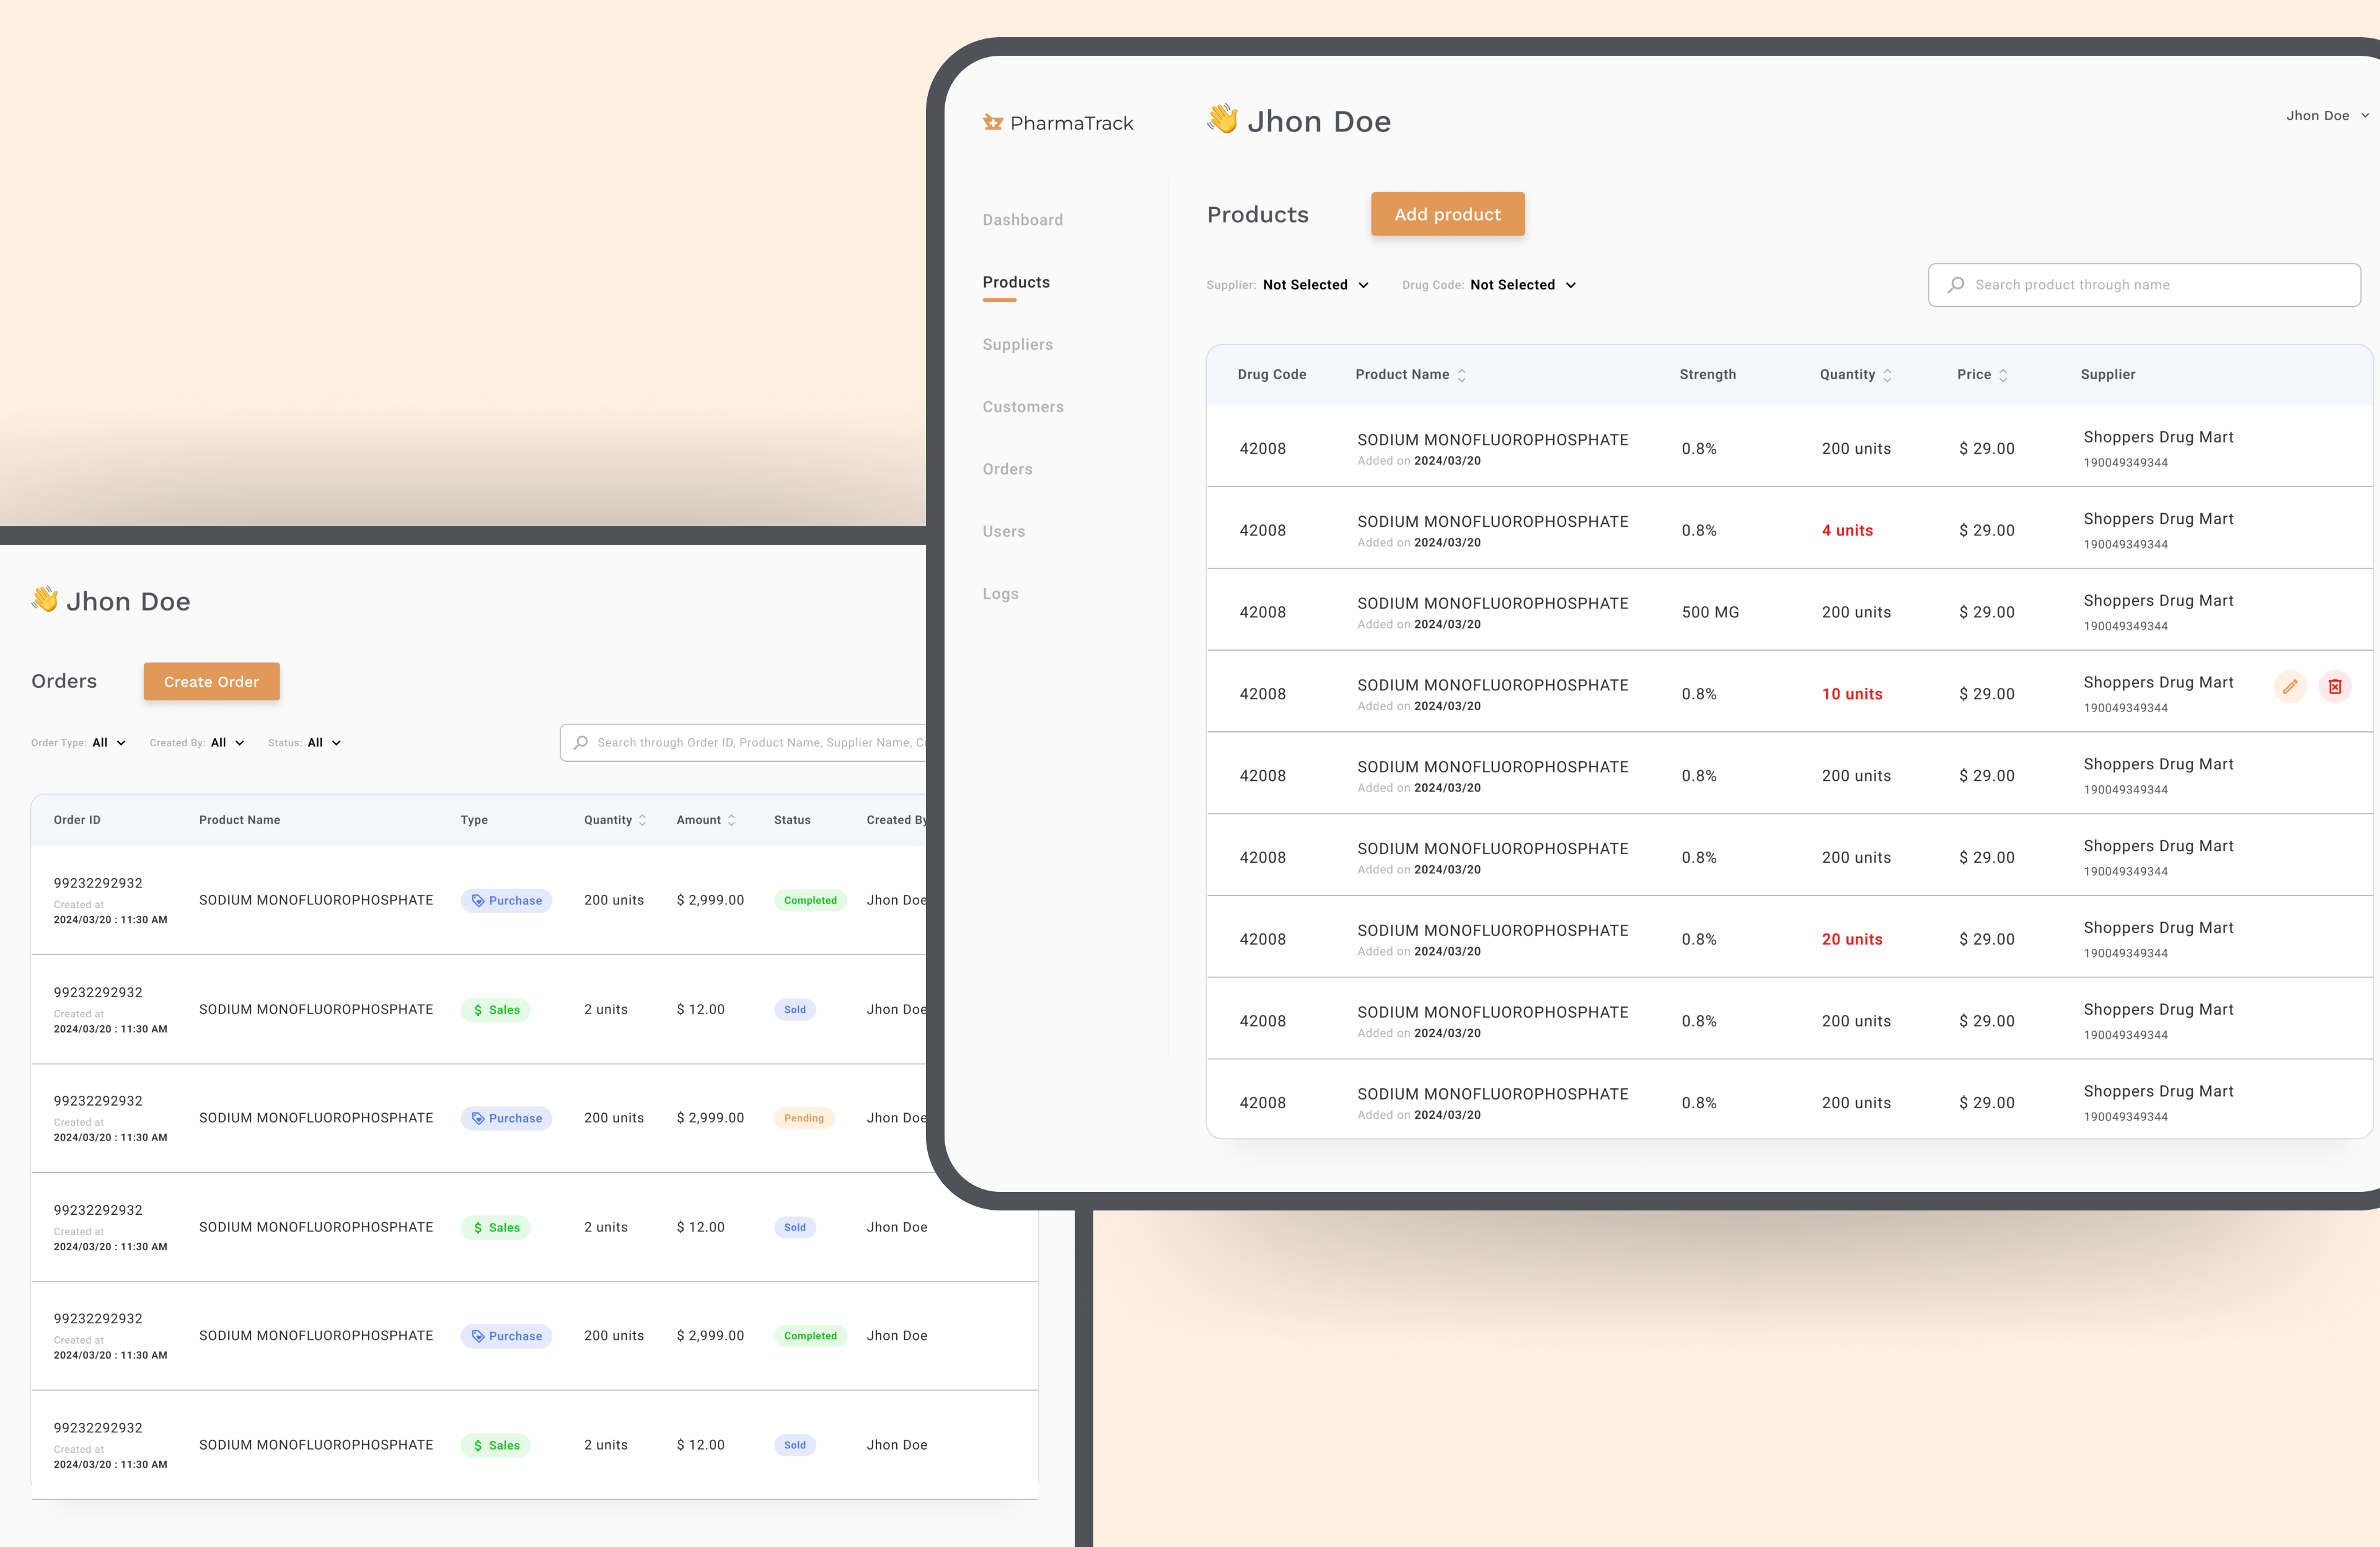 PharmaTrack
Jhon Doe
Jhon Doe
Dashboard
Products
Suppliers
Customers
Orders
Users
Logs
Products
Add product
Supplier: Not Selected
Drug Code: Not Selected
Search product through name
Drug Code Product Name Strength Quantity Price Supplier
42008 SODIUM MONOFLUOROPHOSPHATE 0.8% 200 units $ 29.00 Shoppers Drug Mart
Added on 2024/03/20 190049349344
42008 SODIUM MONOFLUOROPHOSPHATE 0.8% 4 units $ 29.00 Shoppers Drug Mart
Added on 2024/03/20 190049349344
42008 SODIUM MONOFLUOROPHOSPHATE 500 MG 200 units $ 29.00 Shoppers Drug Mart
Added on 2024/03/20 190049349344
42008 SODIUM MONOFLUOROPHOSPHATE 0.8% 10 units $ 29.00 Shoppers Drug Mart
Added on 2024/03/20 190049349344
42008 SODIUM MONOFLUOROPHOSPHATE 0.8% 200 units $ 29.00 Shoppers Drug Mart
Added on 2024/03/20 190049349344
42008 SODIUM MONOFLUOROPHOSPHATE 0.8% 200 units $ 29.00 Shoppers Drug Mart
Added on 2024/03/20 190049349344
42008 SODIUM MONOFLUOROPHOSPHATE 0.8% 20 units $ 29.00 Shoppers Drug Mart
Added on 2024/03/20 190049349344
42008 SODIUM MONOFLUOROPHOSPHATE 0.8% 200 units $ 29.00 Shoppers Drug Mart
Added on 2024/03/20 190049349344
42008 SODIUM MONOFLUOROPHOSPHATE 0.8% 200 units $ 29.00 Shoppers Drug Mart
Added on 2024/03/20 190049349344
Jhon Doe
Orders
Create Order
Order Type: All
Created By: All
Status: All
Search through Order ID, Product Name, Supplier Name,
Order ID Product Name Type Quantity Amount Status Created By
99232292932
Created at
2024/03/20 : 11:30 AM
SODIUM MONOFLUOROPHOSPHATE Purchase 200 units $ 2,999.00 Completed Jhon Doe
99232292932
Created at
2024/03/20 : 11:30 AM
SODIUM MONOFLUOROPHOSPHATE $ Sales 2 units $ 12.00 Sold Jhon Doe
99232292932
Created at
2024/03/20 : 11:30 AM
SODIUM MONOFLUOROPHOSPHATE Purchase 200 units $ 2,999.00 Pending Jhon Doe
99232292932
Created at
2024/03/20 : 11:30 AM
SODIUM MONOFLUOROPHOSPHATE $ Sales 2 units $ 12.00 Sold Jhon Doe
99232292932
Created at
2024/03/20 : 11:30 AM
SODIUM MONOFLUOROPHOSPHATE Purchase 200 units $ 2,999.00 Completed Jhon Doe
99232292932
Created at
2024/03/20 : 11:30 AM
SODIUM MONOFLUOROPHOSPHATE $ Sales 2 units $ 12.00 Sold Jhon Doe